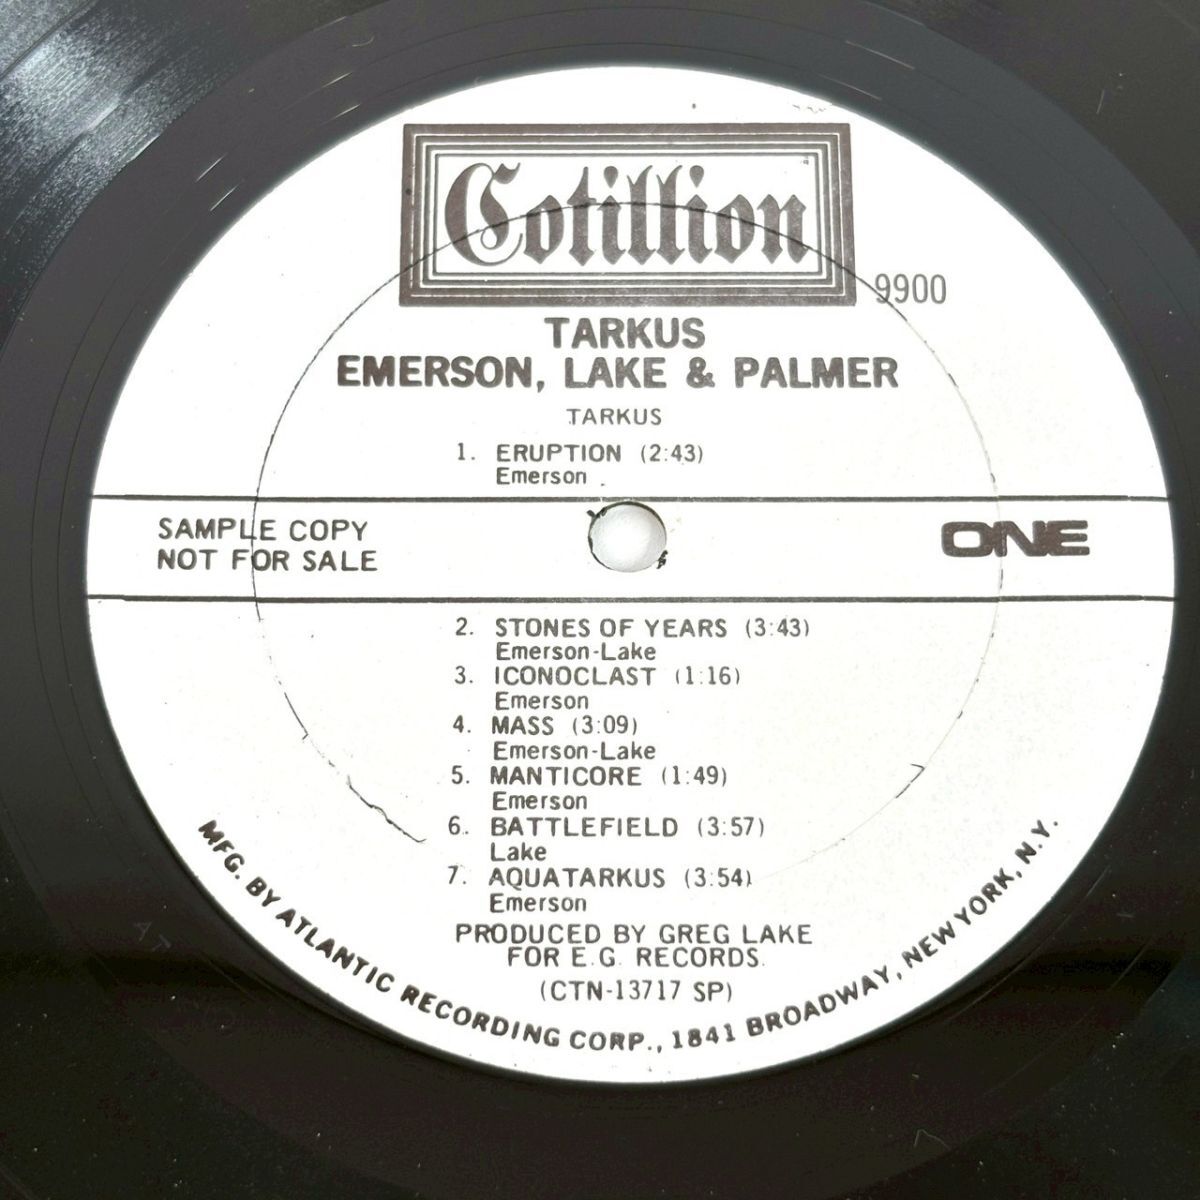 Cotillion
9900
TARKUS
EMERSON, LAKE & PALMER
TARKUS
1. ERUPTION (2:43)
Emerson
SAMPLE COPY
NOT FOR SALE
ONE
2. STONES OF YEARS (3:43)
Emerson-Lake
3. ICONOCLAST (1:16)
Emerson
4. MASS (3:09)
Emerson-Lake
5. MANTICORE (1:49)
Emerson
6. BATTLEFIELD (3:57)
Lake
7. AQUATARKUS (3:54)
Emerson
PRODUCED BY GREG LAKE
FOR E.G. RECORDS.
(CTN-13717 SP)
MFG. BY ATLANTIC RECORDING CORP., 1841 BROADWAY, NEW YORK, N.Y.